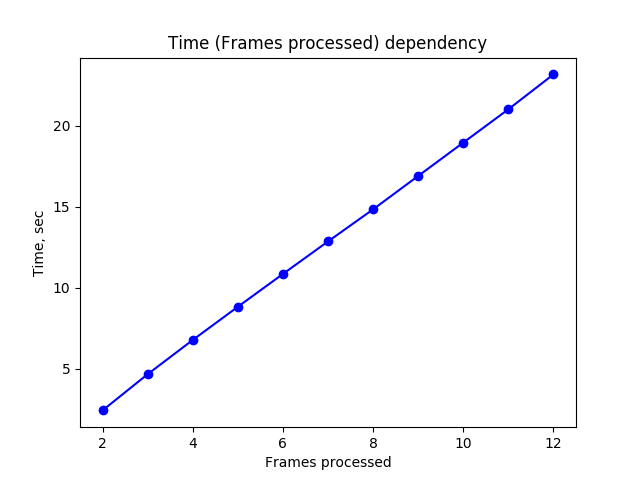 Time (Frames processed) dependency
20
15
10
5
Time, sec
2 4 6 8 10 12
Frames processed